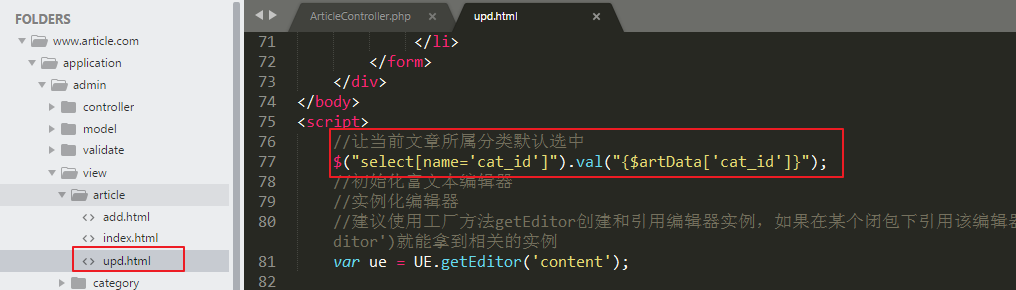 FOLDERS
www.article.com
application
admin
controller
model
validate
view
article
add.html
index.html
upd.html
category
ArticleController.php
upd.html
71 </li>
72 </form>
73 </div>
74 </body>
75 <script>
76 //让当前文章所属分类默认选中
77 $("select[name='cat_id']").val("{$artData['cat_id']}");
78 //初始化富文本编辑器
79 //实例化编辑器
80 //建议使用工厂方法getEditor创建和引用编辑器实例，如果在某个闭包下引用该编辑器
ditor')就能拿到相关的实例
81 var ue = UE.getEditor('content');
82